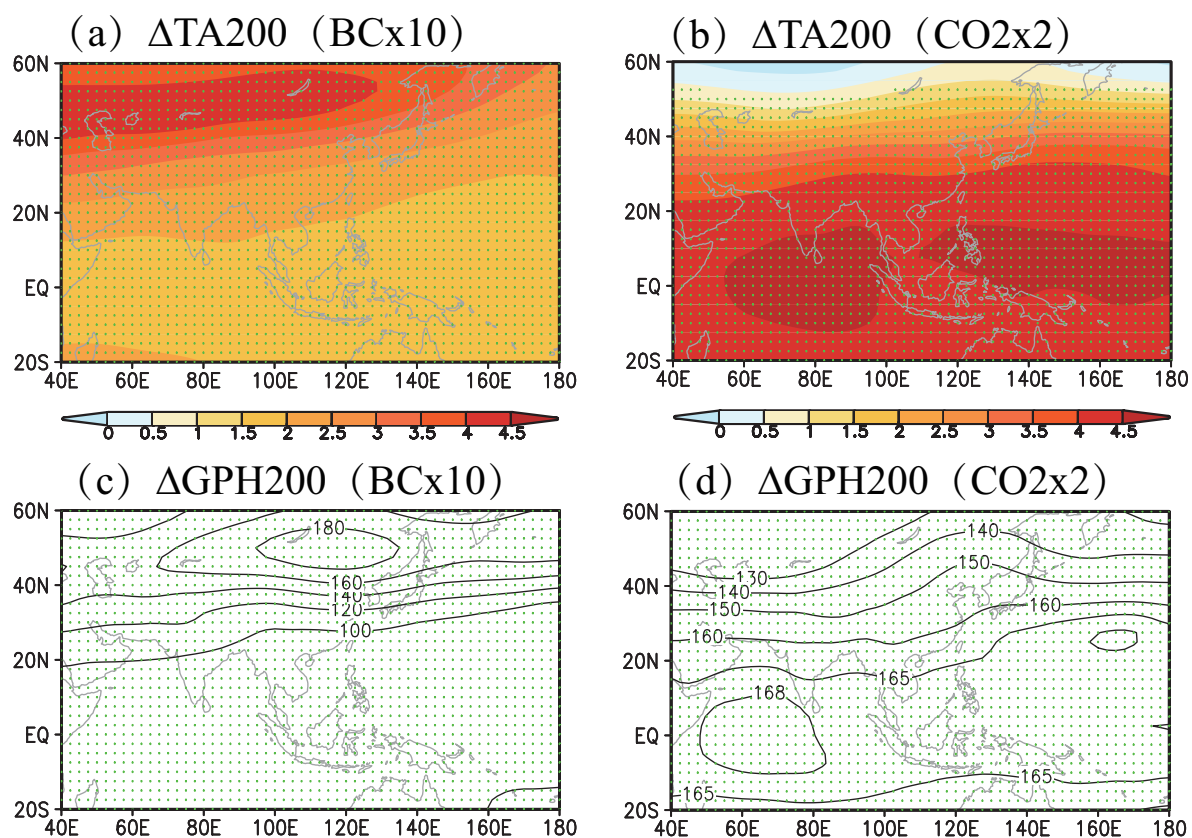 (a) ΔTA200 (BCx10)
60N
40N
20N
EQ
20S
40E 60E 80E 100E 120E 140E 160E 180
0 0.5 1 1.5 2 2.5 3 3.5 4 4.5
(b) ΔTA200 (CO2x2)
60N
40N
20N
EQ
20S
40E 60E 80E 100E 120E 140E 160E 180
0 0.5 1 1.5 2 2.5 3 3.5 4 4.5
(c) ΔGPH200 (BCx10)
60N
40N
20N
EQ
20S
180
160
140
120
100
40E 60E 80E 100E 120E 140E 160E 180
(d) ΔGPH200 (CO2x2)
60N
40N
20N
EQ
20S
140
130
150
140
150
160
160
165
168
165
165
40E 60E 80E 100E 120E 140E 160E 180